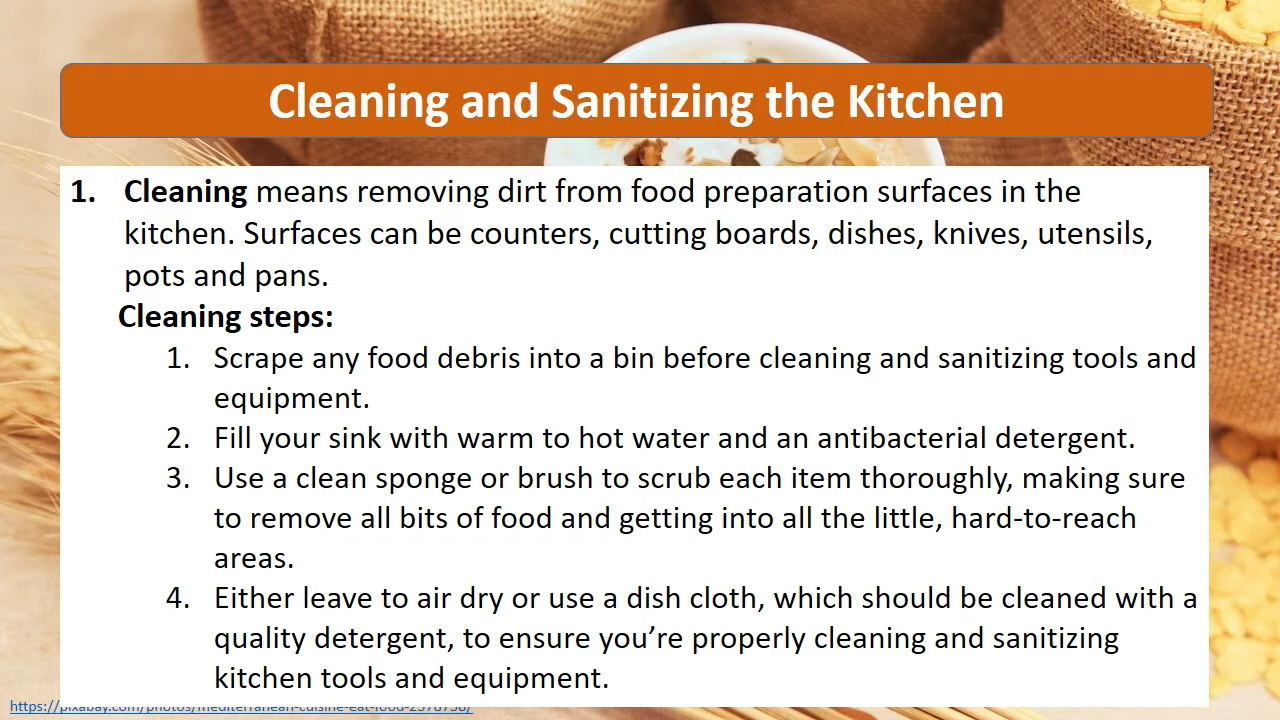 Cleaning and Sanitizing the Kitchen
1. Cleaning means removing dirt from food preparation surfaces in the
kitchen. Surfaces can be counters, cutting boards, dishes, knives, utensils,
pots and pans.
Cleaning steps:
1. Scrape any food debris into a bin before cleaning and sanitizing tools and
equipment.
2. Fill your sink with warm to hot water and an antibacterial detergent.
3. Use a clean sponge or brush to scrub each item thoroughly, making sure
to remove all bits of food and getting into all the little, hard-to-reach
areas.
4. Either leave to air dry or use a dish cloth, which should be cleaned with a
quality detergent, to ensure you’re properly cleaning and sanitizing
kitchen tools and equipment.
https://pixabay.com/photos/mediterranean-cuisine-eat-food-2378758/